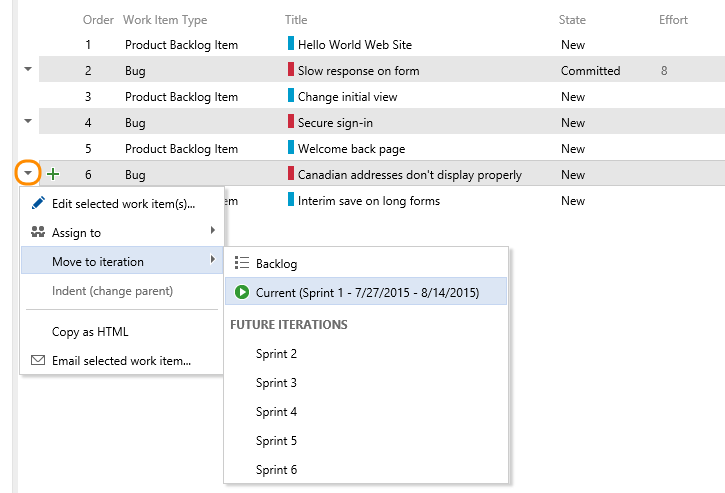 Order Work Item Type Title State Effort
1 Product Backlog Item Hello World Web Site New
2 Bug Slow response on form Committed 8
3 Product Backlog Item Change initial view New
4 Bug Secure sign-in New
5 Product Backlog Item Welcome back page New
6 Bug Canadian addresses don't display properly New
Interim save on long forms New
Edit selected work item(s)...
Assign to
Move to iteration
Indent (change parent)
Copy as HTML
Email selected work item...
Backlog
Current (Sprint 1 - 7/27/2015 - 8/14/2015)
FUTURE ITERATIONS
Sprint 2
Sprint 3
Sprint 4
Sprint 5
Sprint 6